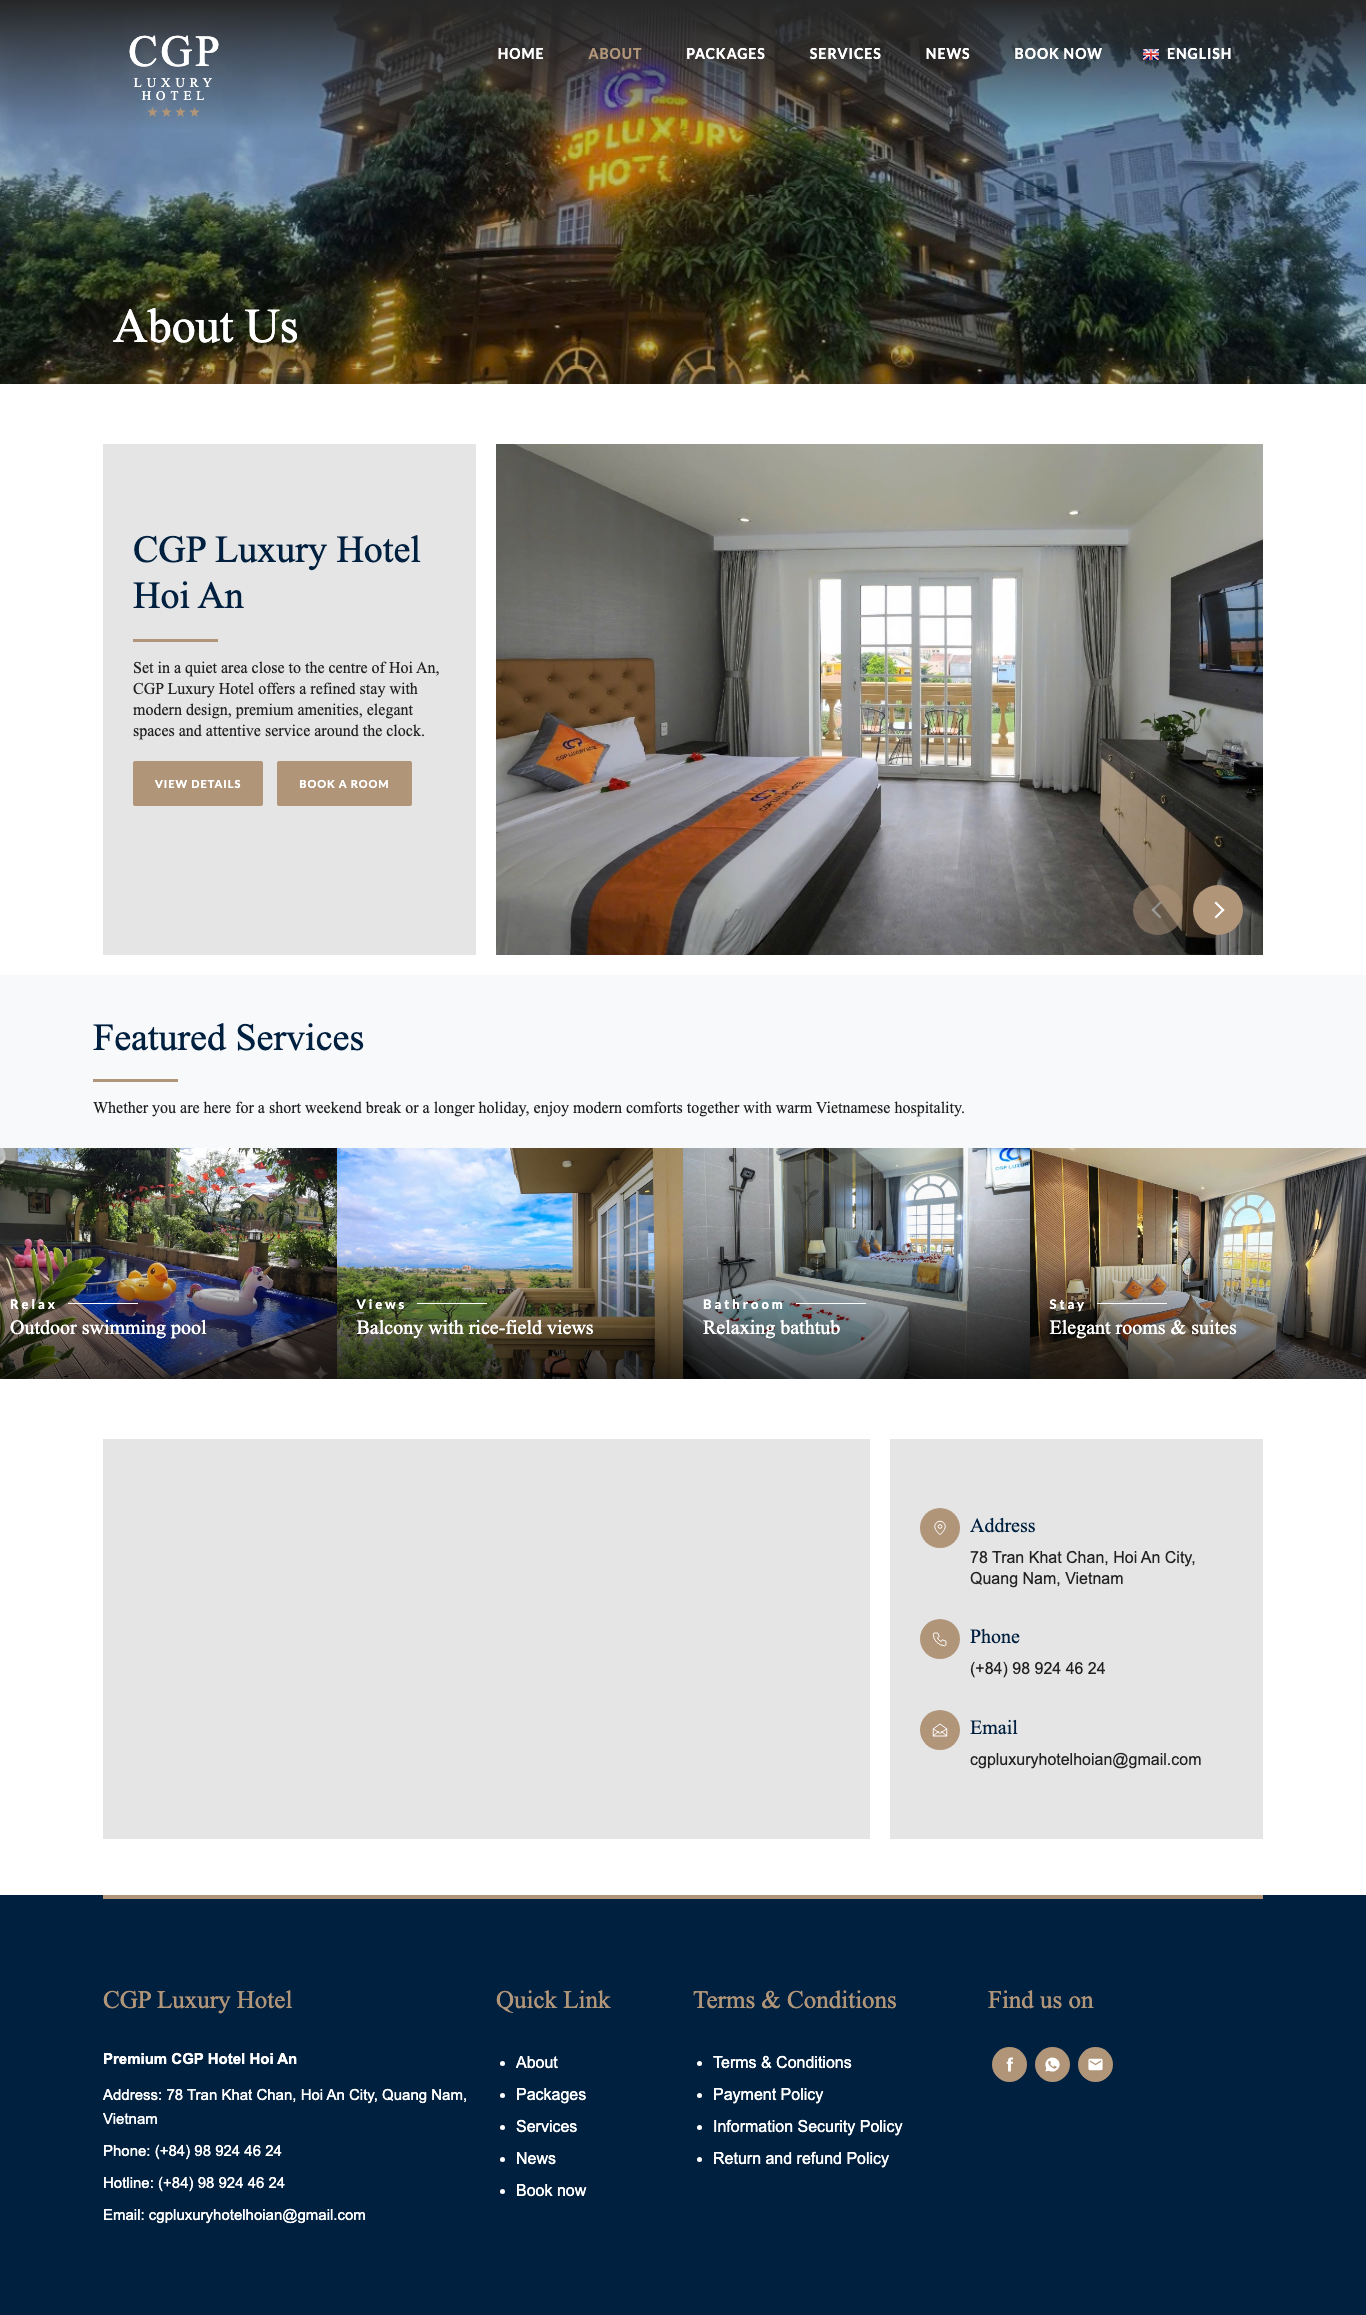 CGP
LUXURY
HOTEL
HOME
ABOUT
PACKAGES
SERVICES
NEWS
BOOK NOW
ENGLISH
GROUP
GP LUXURY
About Us
CGP Luxury Hotel
Hoi An
Set in a quiet area close to the centre of Hoi An,
CGP Luxury Hotel offers a refined stay with
modern design, premium amenities, elegant
spaces and attentive service around the clock.
VIEW DETAILS
BOOK A ROOM
CGP LUXURY HOTEL
Featured Services
Whether you are here for a short weekend break or a longer holiday, enjoy modern comforts together with warm Vietnamese hospitality.
Relax
Outdoor swimming pool
Views
Balcony with rice-field views
Bathroom
Relaxing bathtub
CGP LUXUR
Stay
Elegant rooms & suites
Address
78 Tran Khat Chan, Hoi An City,
Quang Nam, Vietnam
Phone
(+84) 98 924 46 24
Email
cgpluxuryhotelhoian@gmail.com
CGP Luxury Hotel
Premium CGP Hotel Hoi An
Address: 78 Tran Khat Chan, Hoi An City, Quang Nam,
Vietnam
Phone: (+84) 98 924 46 24
Hotline: (+84) 98 924 46 24
Email: cgpluxuryhotelhoian@gmail.com
Quick Link
About
Packages
Services
News
Book now
Terms & Conditions
Terms & Conditions
Payment Policy
Information Security Policy
Return and refund Policy
Find us on